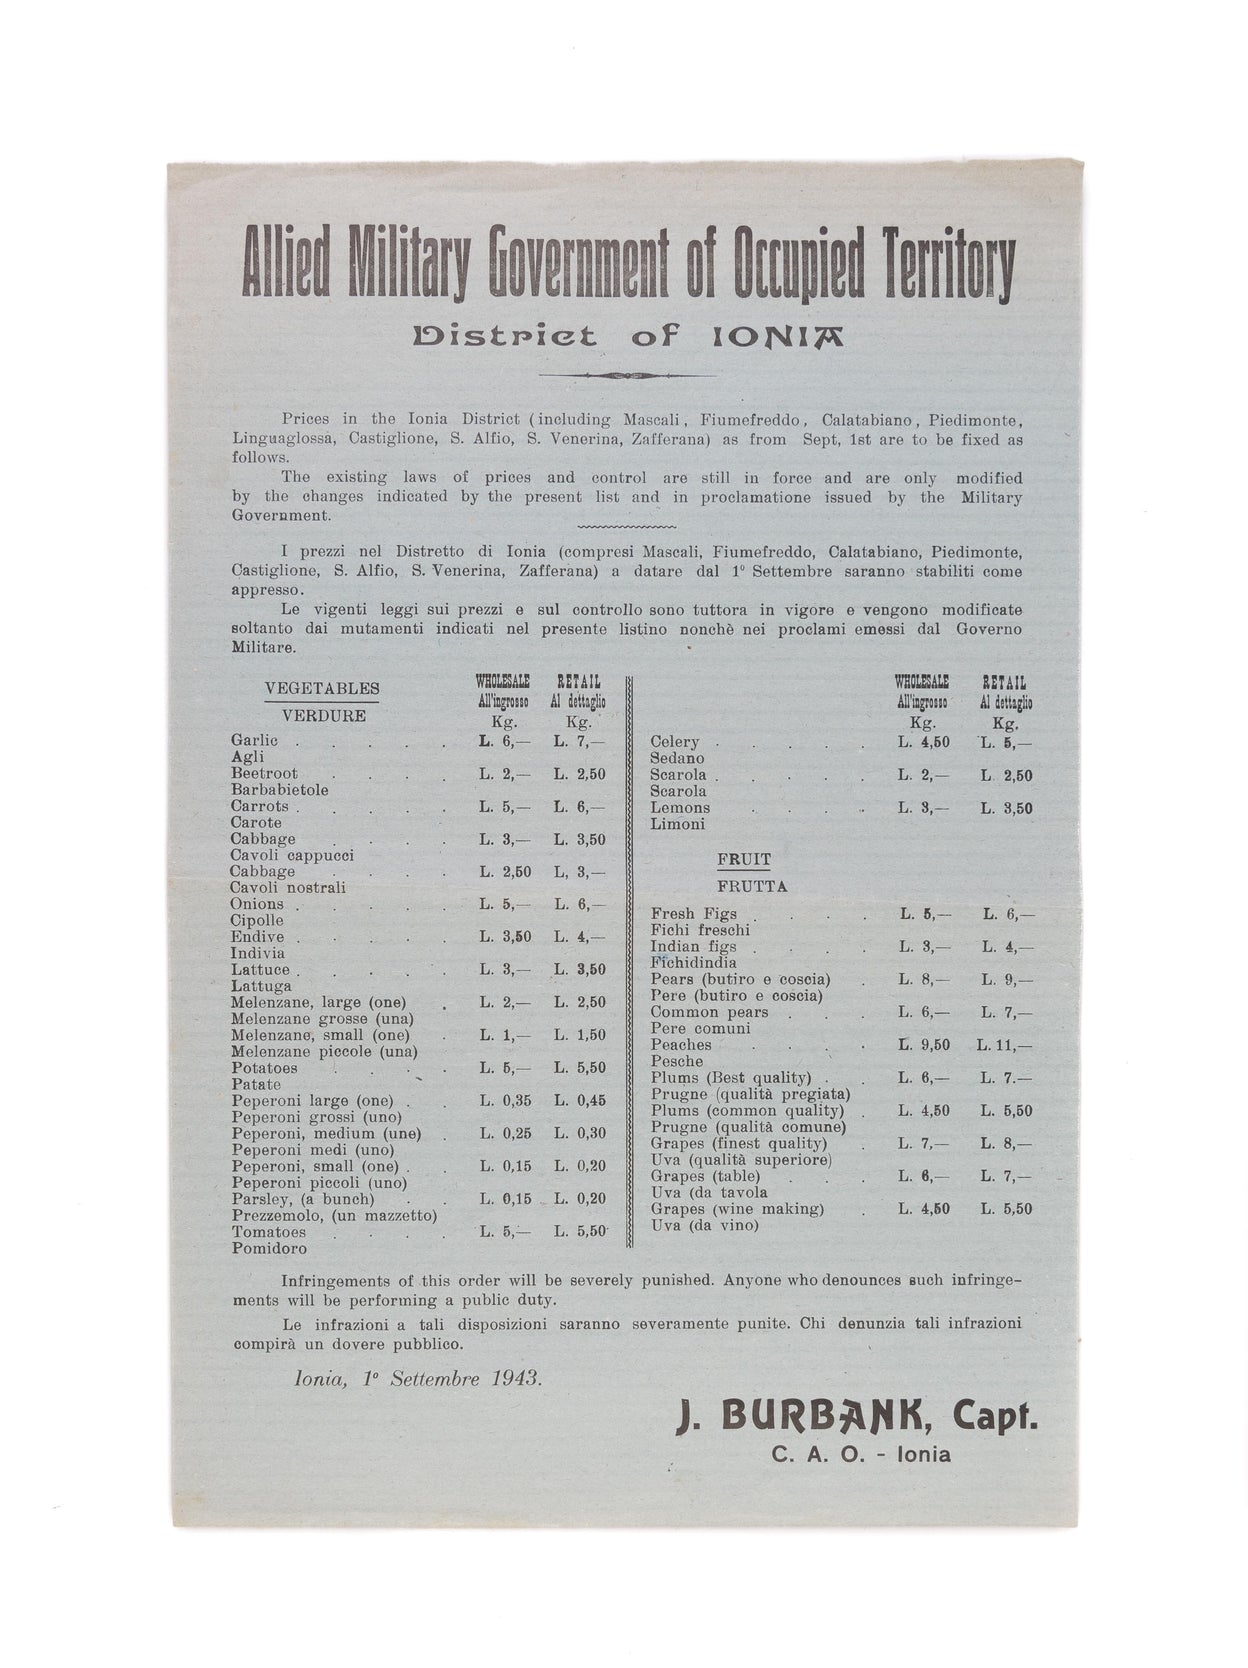 Allied Military Government of Occupied Territory
District of IONIA
Prices in the Ionia District (including Mascali, Fiumefreddo, Calatabiano, Piedimonte,
Linguaglossa, Castiglione, S. Alfio, S. Venerina, Zafferana) as from Sept, 1st are to be fixed as
follows.
The existing laws of prices and control are still in force and are only modified
by the changes indicated by the present list and in proclamatione issued by the Military
Government.
I prezzi nel Distretto di Ionia (compresi Mascali, Fiumefreddo, Calatabiano, Piedimonte,
Castiglione, S. Alfio, S. Venerina, Zafferana) a datare dal 1º Settembre saranno stabiliti come
appresso.
Le vigenti leggi sui prezzi e sul controllo sono tuttora in vigore e vengono modificate
soltanto dai mutamenti indicati nel presente listino nonchè nei proclami emessi dal Governo
Militare.
VEGETABLES WHOLESALE RETAIL
All'ingrosso Al dettaglio
VERDURE Kg. Kg.
Garlic . . . . . L. 6,— L. 7,—
Agli
Beetroot . . . . L. 2,— L. 2,50
Barbabietole
Carrots . . . . . L. 5,— L. 6,—
Carote
Cabbage . . . . L. 3,— L. 3,50
Cavoli cappucci
Cabbage . . . . L. 2,50 L, 3,—
Cavoli nostrali
Onions . . . . . L. 5,— L. 6,—
Cipolle
Endive . . . . . L. 3,50 L. 4,—
Indivia
Lattuce . . . . . L. 3,— L. 3,50
Lattuga
Melenzane, large (one) . L. 2,— L. 2,50
Melenzane grosse (una)
Melenzane, small (one) . L. 1,— L. 1,50
Melenzane piccole (una)
Potatoes . . . . L. 5,— L. 5,50
Patate
Peperoni large (one) . . L. 0,35 L. 0,45
Peperoni grossi (uno)
Peperoni, medium (une) . L. 0,25 L. 0,30
Peperoni medi (uno)
Peperoni, small (one) . . L. 0,15 L. 0,20
Peperoni piccoli (uno)
Parsley, (a bunch) . . L. 0,15 L. 0,20
Prezzemolo, (un mazzetto)
Tomatoes . . . . L. 5,— L. 5,50
Pomidoro
WHOLESALE RETAIL
All'ingrosso Al dettaglio
Kg. Kg.
Celery . . . . . L. 4,50 L. 5,—
Sedano
Scarola . . . . . L. 2,— L 2,50
Scarola
Lemons . . . . L. 3,— L. 3,50
Limoni
FRUIT
FRUTTA
Fresh Figs . . . . L. 5,— L. 6,—
Fichi freschi
Indian figs . . . . L. 3,— L. 4,—
Fichidindia
Pears (butiro e coscia) . L. 8,— L. 9,—
Pere (butiro e coscia)
Common pears . . . L. 6,— L. 7,—
Pere comuni
Peaches . . . . L. 9,50 L. 11,—
Pesche
Plums (Best quality) . . L. 6,— L. 7.—
Prugne (qualità pregiata)
Plums (common quality) . L. 4,50 L. 5,50
Prugne (qualità comune)
Grapes (finest quality) . L. 7,— L. 8,—
Uva (qualità superiore)
Grapes (table) . . . L. 6,— L. 7,—
Uva (da tavola
Grapes (wine making) . L. 4,50 L. 5,50
Uva (da vino)
Infringements of this order will be severely punished. Anyone who denounces such infringe-
ments will be performing a public duty.
Le infrazioni a tali disposizioni saranno severamente punite. Chi denunzia tali infrazioni
compirà un dovere pubblico.
Ionia, 1º Settembre 1943.
J. BURBANK, Capt.
C. A. O. - Ionia